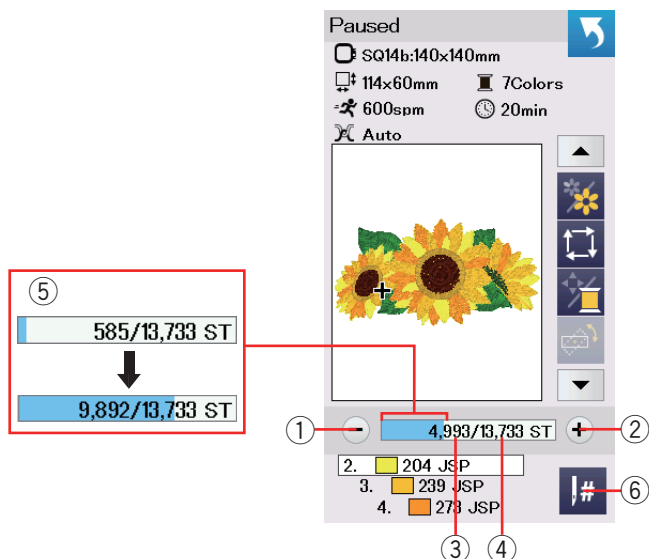 Paused
SQ14b:140x140mm
114x60mm 7Colors
600spm 20min
Auto
⑤
585/13,733 ST
9,892/13,733 ST
① - 4,993/13,733 ST + ②
2. 204 JSP
3. 239 JSP
4. 273 JSP
# ⑥
③ ④